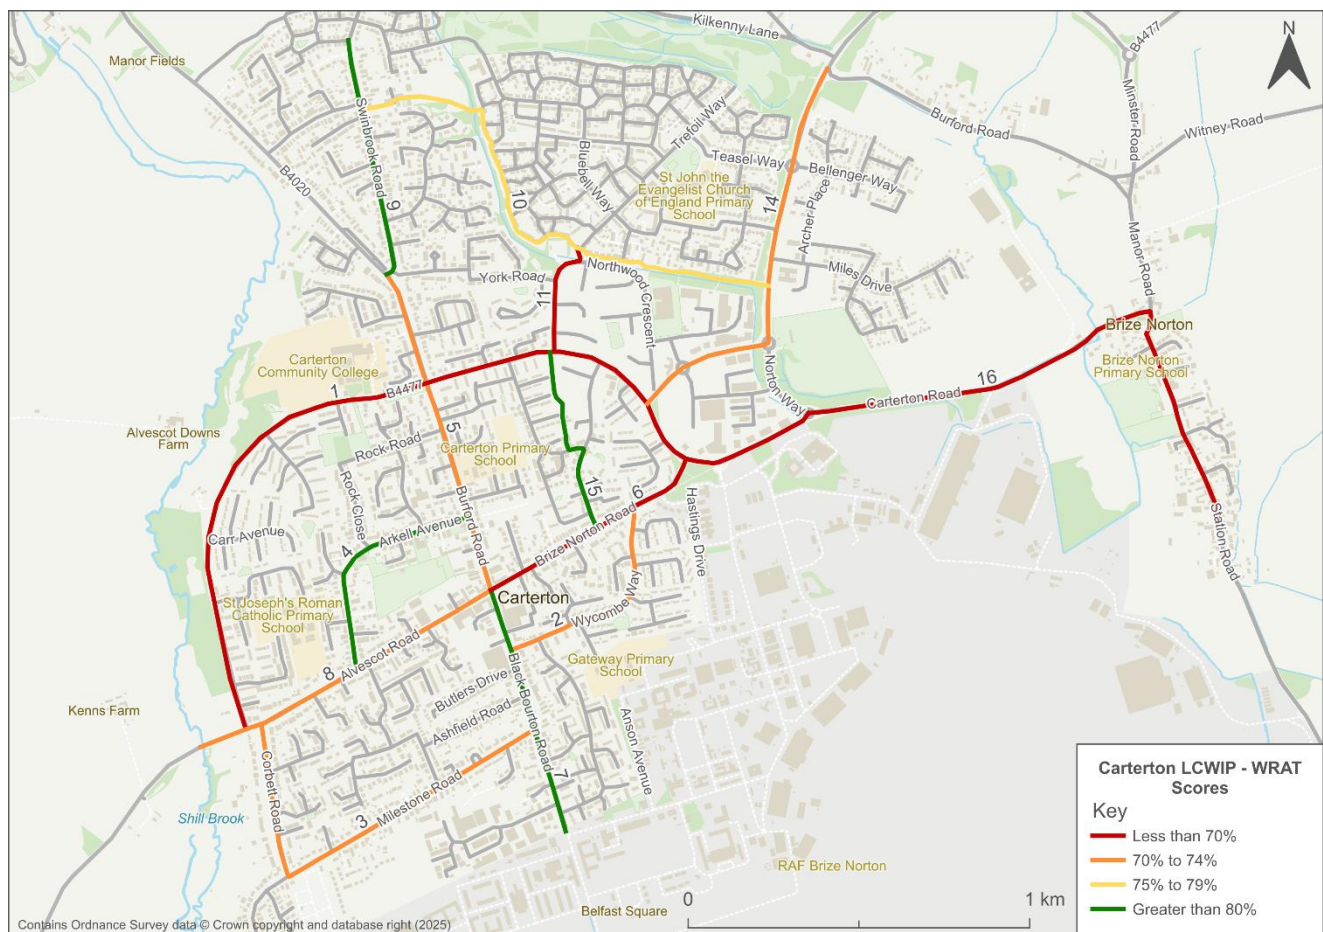 Kilkenny Lane
N
B4477
Manor Fields
Minster Road
Swinbrook Road
Trefoil Way
Burford Road
Witney Road
B4020
Bluebell Way
Teasel Way
Bellenger Way
St John the
Evangelist Church
of England Primary
School
10
14
Archer Place
9
Manor Road
York Road
Northwood
Crescent
Miles Drive
11
Brize Norton
Carterton
Community College
Brize Norton
Primary School
1
B4477
Norton Way
16
Carterton Road
Alvescot Downs
Farm
5
Rock Road
Carterton Primary
School
Rock Close
15
6
Burford Road
Hastings Drive
Station Road
Carr Avenue
4
Arkell Avenue
Brize Norton Road
St Joseph's Roman
Catholic Primary
School
Carterton
2
Wycombe Way
8
Alvescot Road
Gateway Primary
School
Butlers Drive
Black Bourton Road
Kenns Farm
Ashfield Road
Anson Avenue
Corbett Road
7
3
Milestone Road
Shill Brook
RAF Brize Norton
Belfast Square
0
1 km
Carterton LCWIP - WRAT
Scores
Key
Less than 70%
70% to 74%
75% to 79%
Greater than 80%
Contains Ordnance Survey data © Crown copyright and database right (2025)